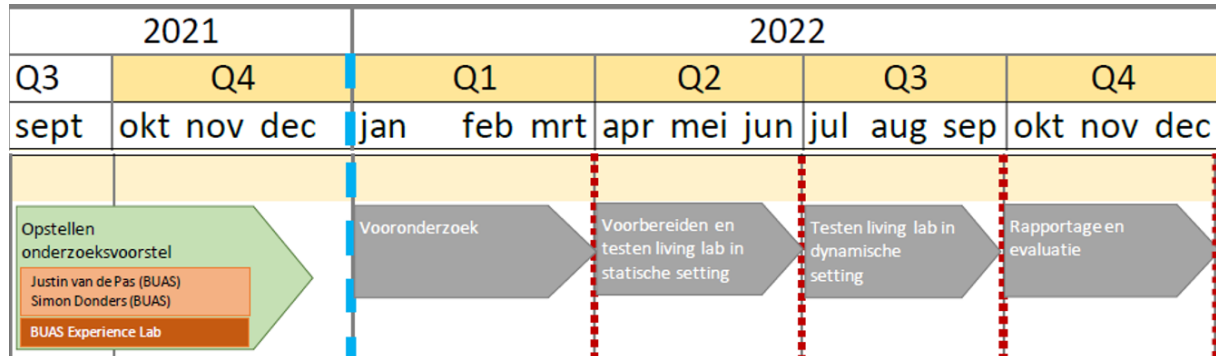 2021 2022
Q3 Q4 Q1 Q2 Q3 Q4
sept okt nov dec jan feb mrt apr mei jun jul aug sep okt nov dec
Opstellen
onderzoeksvoorstel
Justin van de Pas (BUAS)
Simon Donders (BUAS)
BUAS Experience Lab
Vooronderzoek
Voorbereiden en
testen living lab in
statische setting
Testen living lab in
dynamische
setting
Rapportage en
evaluatie